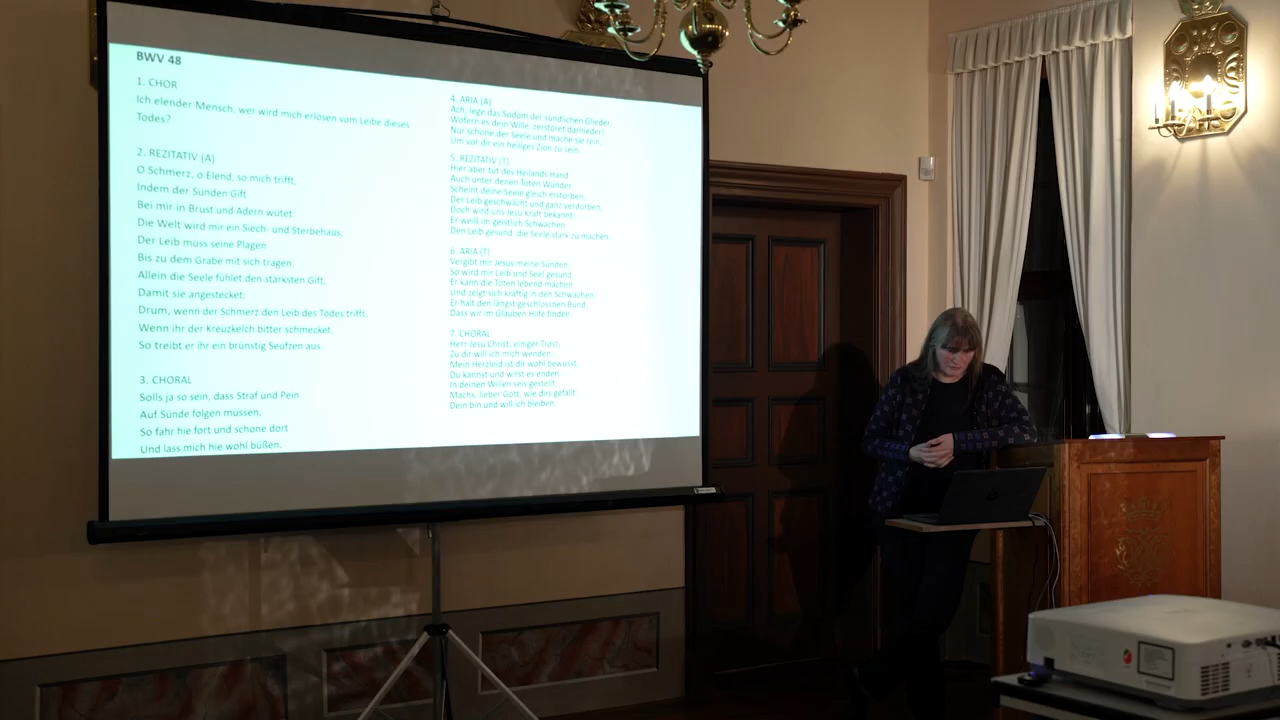 BWV 48
1. CHOR
Ich elender Mensch, wer wird mich erlösen vom Leibe dieses
Todes?
2. REZITATIV (A)
O Schmerz, o Elend, so mich trifft,
Indem der Sünden Gift
Bei mir in Brust und Adern wütet:
Die Welt wird mir ein Siech- und Sterbehaus,
Der Leib muss seine Plagen
Bis zu dem Grabe mit sich tragen.
Allein die Seele fühlet den stärksten Gift,
Damit sie angestecket;
Drum, wenn der Schmerz den Leib des Todes trifft,
Wenn ihr der Kreuzkelch bitter schmecket,
So treibt er ihr ein brünstig Seufzen aus.
3. CHORAL
Solls ja so sein, dass Straf und Pein
Auf Sünde folgen müssen,
So fahr hie fort und schone dort
Und lass mich hie wohl büßen.
4. ARIA (A)
Ach, lege das Sodom der sündlichen Glieder,
Wofern es dein Wille, zerstöret darnieder!
Nur schone der Seele und mache sie rein,
Um vor dir ein heiliges Zion zu sein.
5. REZITATIV (T)
Hier aber tut des Heilands Hand
Auch unter denen Toten Wunder.
Scheint deine Seele gleich erstorben,
Der Leib geschwächt und ganz verdorben,
Doch wird uns Jesu Kraft bekannt:
Er weiß im geistlich Schwachen
Den Leib gesund, die Seele stark zu machen.
6. ARIA (T)
Vergibt mir Jesus meine Sünden,
So wird mir Leib und Seel gesund.
Er kann die Toten lebend machen
Und zeigt sich kräftig in den Schwachen,
Er hält den längst geschlossnen Bund,
Dass wir im Glauben Hilfe finden.
7. CHORAL
Herr Jesu Christ, einiger Trost,
Zu dir will ich mich wenden;
Mein Herzleid ist dir wohl bewusst,
Du kannst und wirst es enden.
In deinen Willen seis gestellt,
Machs, lieber Gott, wie dirs gefällt:
Dein bin und will ich bleiben.